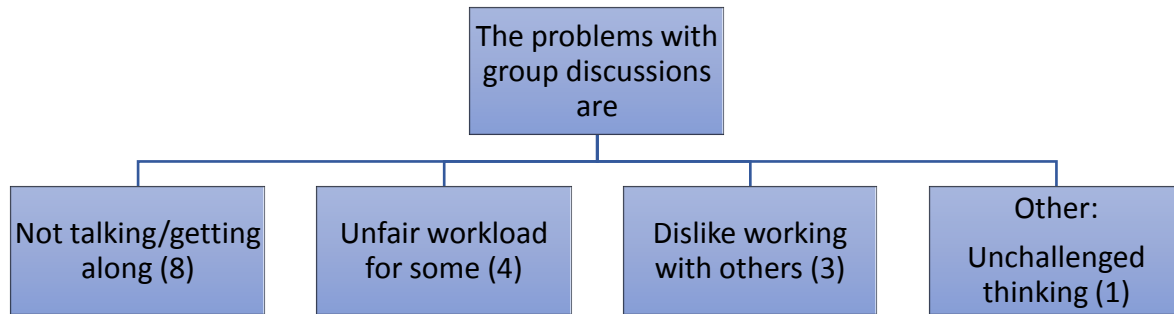 The problems with
group discussions
are
Not talking/getting
along (8)
Unfair workload
for some (4)
Dislike working
with others (3)
Other:
Unchallenged
thinking (1)